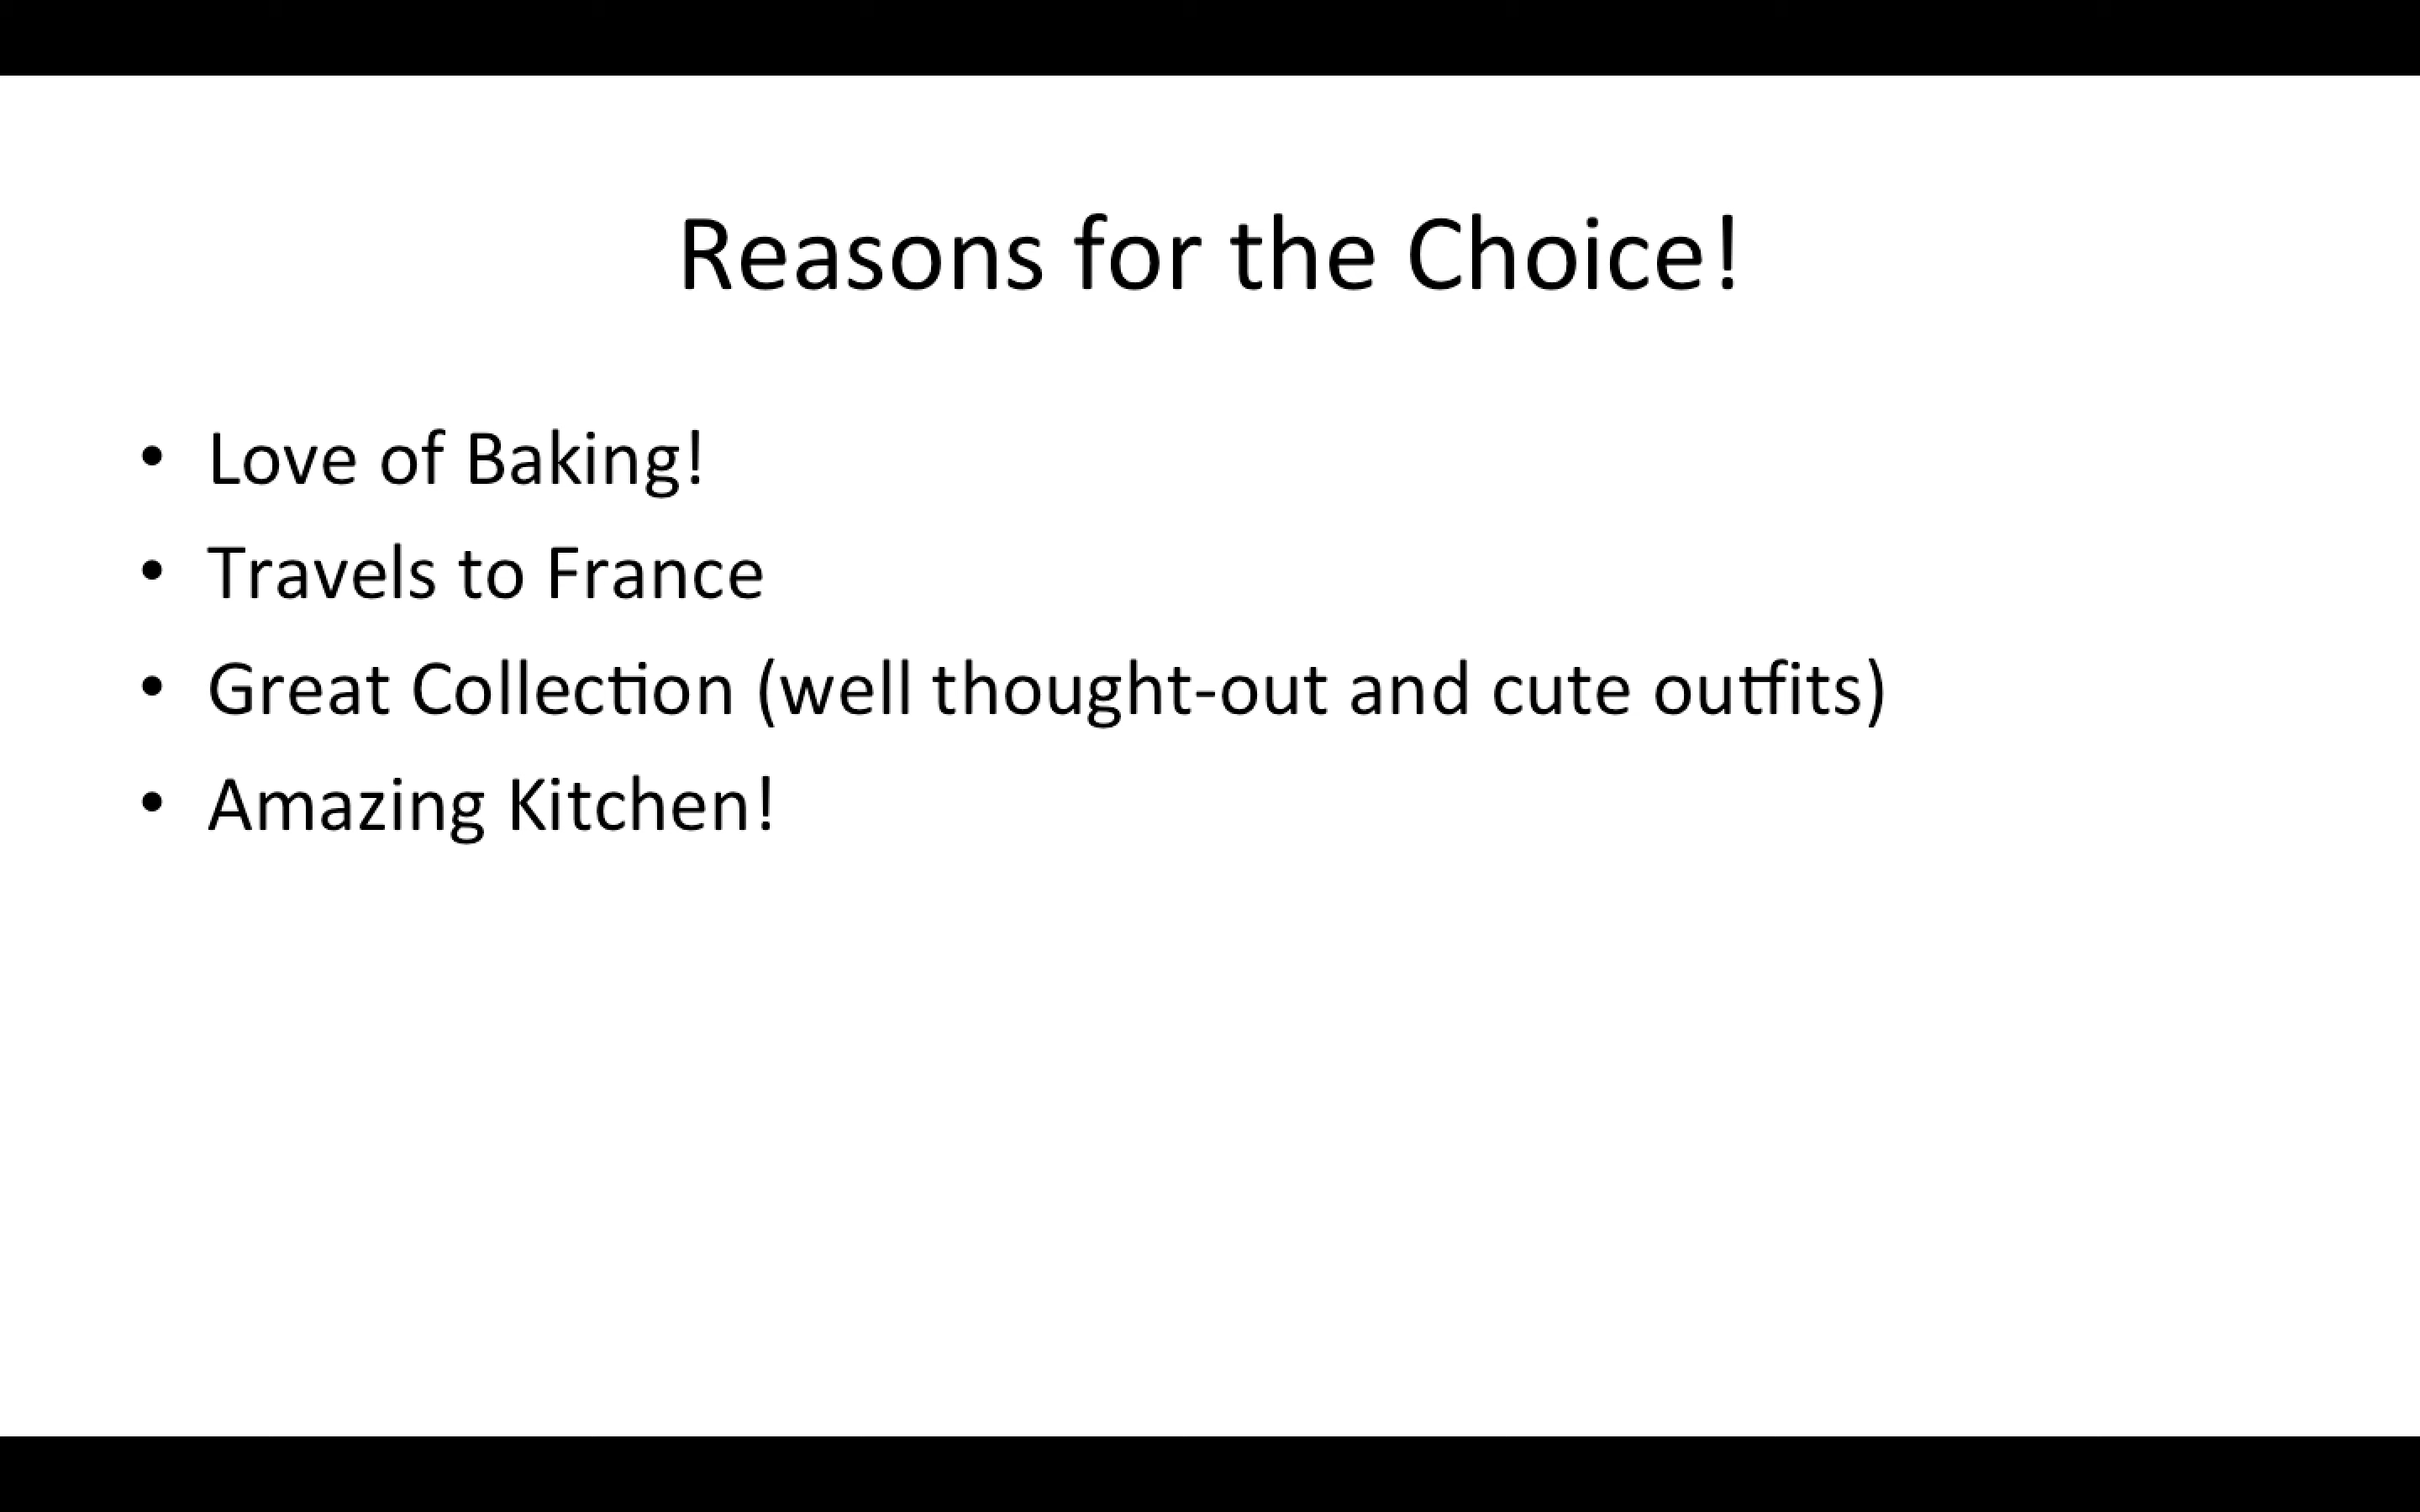 Reasons for the Choice!
• Love of Baking!
• Travels to France
• Great Collection (well thought-out and cute outfits)
• Amazing Kitchen!